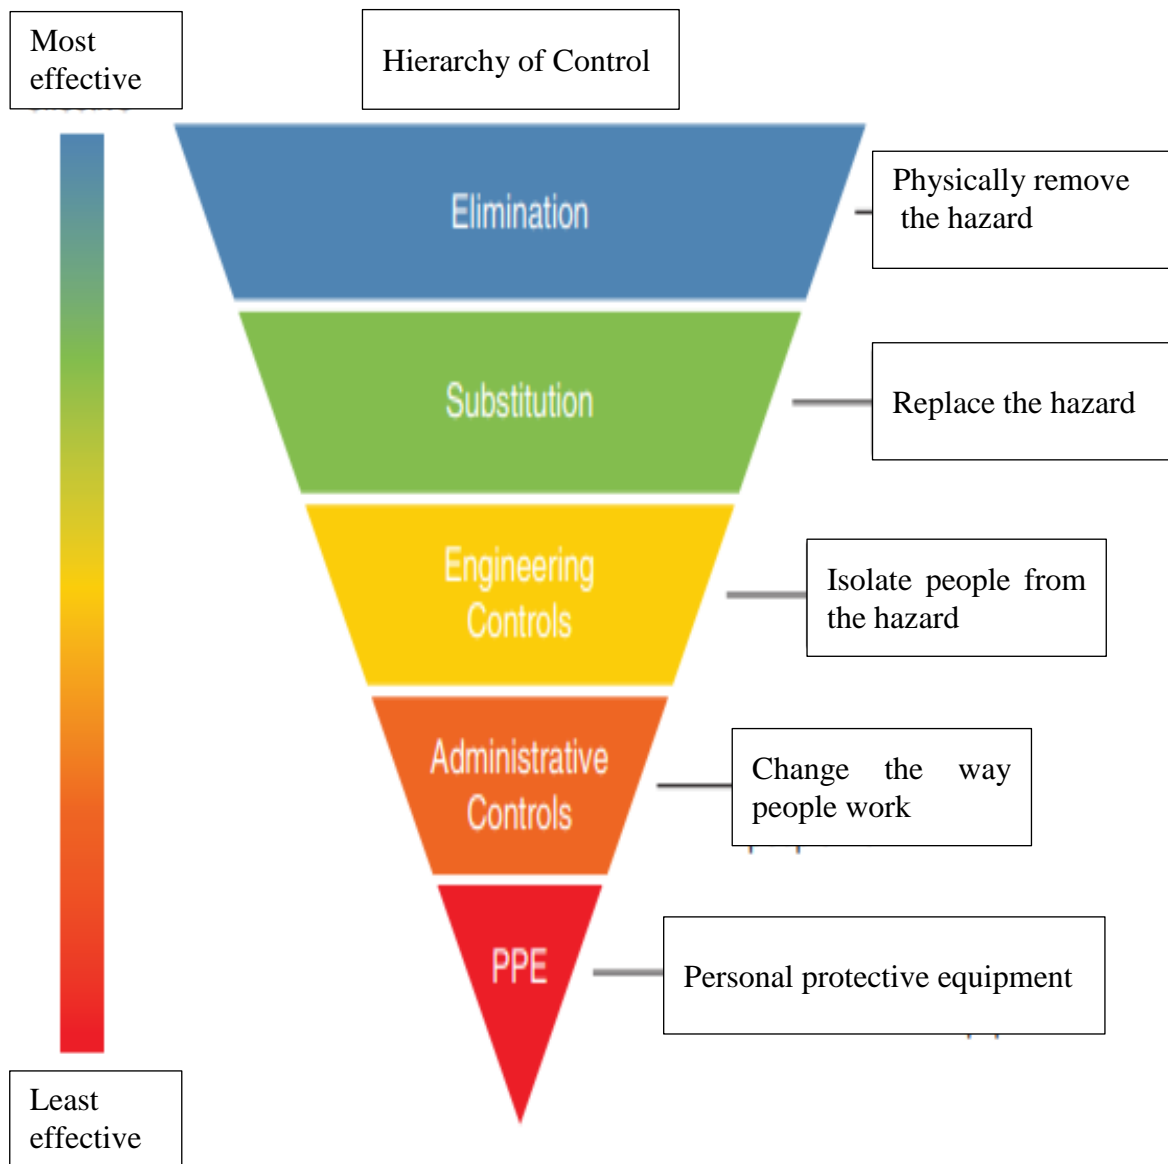 Most
effective
Hierarchy of Control
Elimination
Physically remove
the hazard
Substitution
Replace the hazard
Engineering
Controls
Isolate people from
the hazard
Administrative
Controls
Change the way
people work
PPE
Personal protective equipment
Least
effective